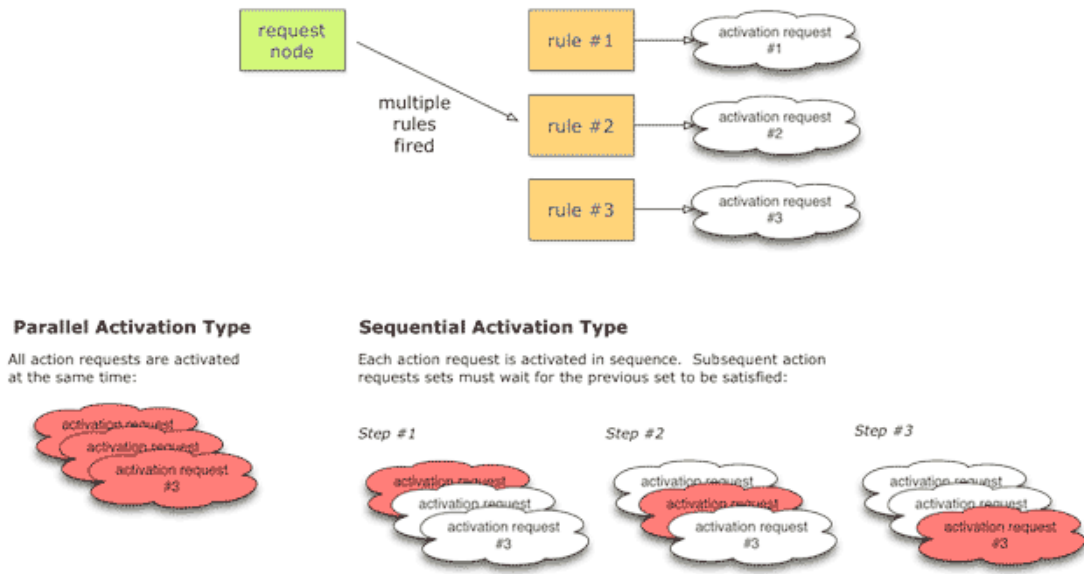 request
node
multiple
rules
fired
rule #1
activation request
#1
rule #2
activation request
#2
rule #3
activation request
#3
Parallel Activation Type
All action requests are activated
at the same time:
activation request
activation request
activation request
#3
Sequential Activation Type
Each action request is activated in sequence. Subsequent action
requests sets must wait for the previous set to be satisfied:
Step #1
activation request
activation request
activation request
#3
Step #2
activation request
activation request
activation request
#3
Step #3
activation request
activation request
activation request
#3